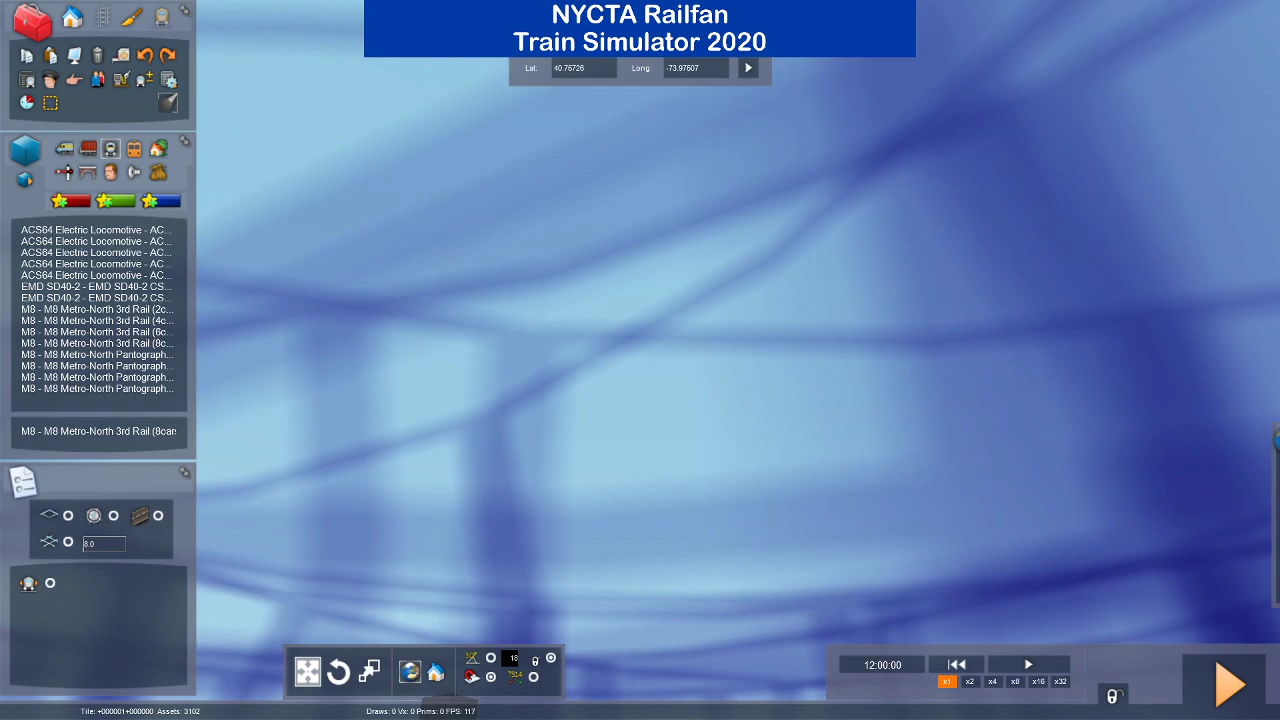 NYCTA Railfan
Train Simulator 2020
Lat: 40.75726 Long: -73.97507
ACS64 Electric Locomotive - AC...
ACS64 Electric Locomotive - AC...
ACS64 Electric Locomotive - AC...
ACS64 Electric Locomotive - AC...
ACS64 Electric Locomotive - AC...
EMD SD40-2 - EMD SD40-2 CS...
EMD SD40-2 - EMD SD40-2 CS...
M8 - M8 Metro-North 3rd Rail (2c...
M8 - M8 Metro-North 3rd Rail (4c...
M8 - M8 Metro-North 3rd Rail (6c...
M8 - M8 Metro-North 3rd Rail (8c...
M8 - M8 Metro-North Pantograph...
M8 - M8 Metro-North Pantograph...
M8 - M8 Metro-North Pantograph...
M8 - M8 Metro-North Pantograph...
M8 - M8 Metro-North 3rd Rail (8cars
8.0
18
12:00:00
x1 x2 x4 x8 x16 x32
Tile: +000001+000000 Assets: 3102 Draws: 0 Vx: 0 Prims: 0 FPS: 117